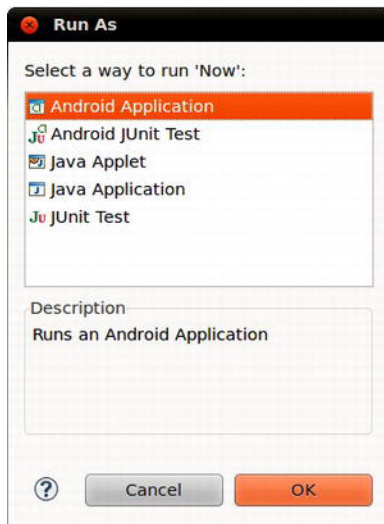 Run As
Select a way to run 'Now':
Android Application
Android JUnit Test
Java Applet
Java Application
JUnit Test
Description
Runs an Android Application
Cancel
OK